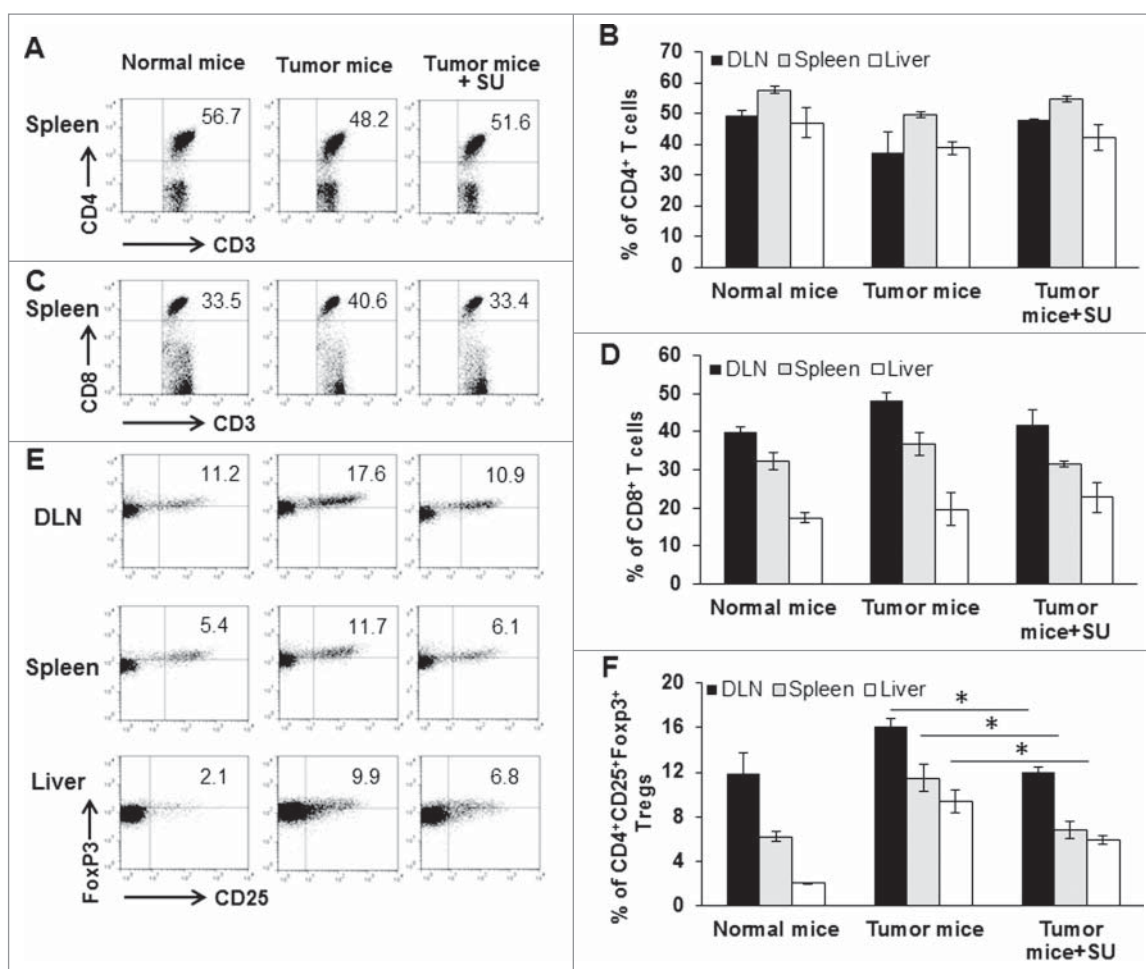 A
Normal mice Tumor mice Tumor mice
+ SU
Spleen 56.7 48.2 51.6
CD4
CD3
B
70
60
50
40
30
20
10
0
% of CD4+ T cells
DLN Spleen Liver
Normal mice Tumor mice Tumor
mice+SU
C
Spleen 33.5 40.6 33.4
CD8
CD3
D
60
50
40
30
20
10
0
% of CD8+ T cells
DLN Spleen Liver
Normal mice Tumor mice Tumor
mice+SU
E
DLN 11.2 17.6 10.9
Spleen 5.4 11.7 6.1
Liver 2.1 9.9 6.8
FoxP3
CD25
F
20
16
12
8
4
0
% of CD4+CD25+Foxp3+
Tregs
DLN Spleen Liver
*
*
*
Normal mice Tumor mice Tumor
mice+SU